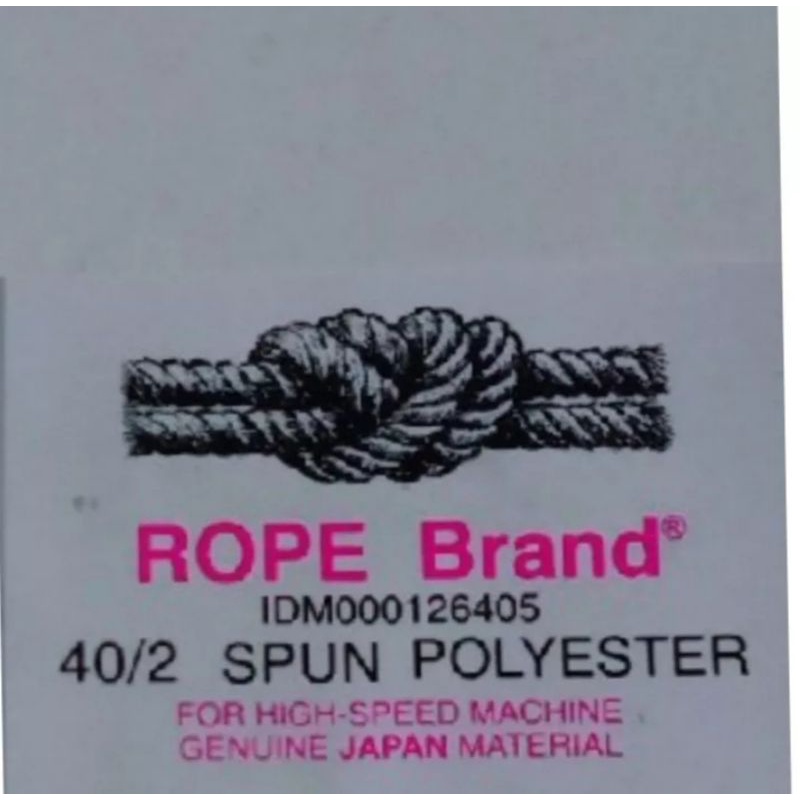 ROPE Brand®
IDM000126405
40/2 SPUN POLYESTER
FOR HIGH-SPEED MACHINE
GENUINE JAPAN MATERIAL